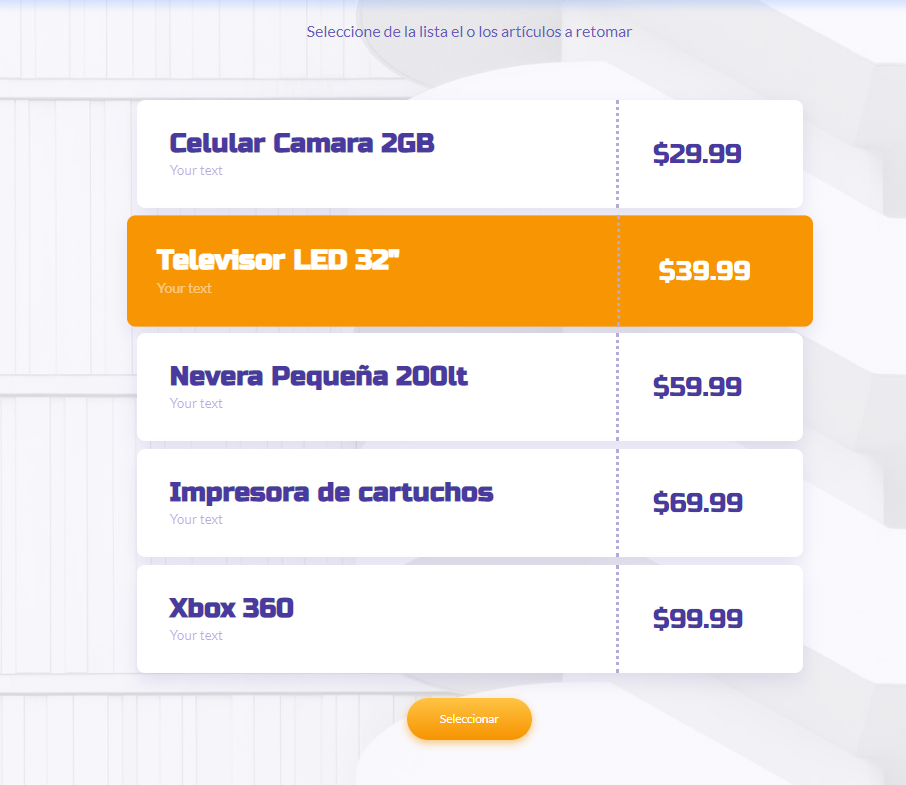 Seleccione de la lista el o los artículos a retomar
Celular Camara 2GB
Your text
$29.99
Televisor LED 32"
Your text
$39.99
Nevera Pequeña 200lt
Your text
$59.99
Impresora de cartuchos
Your text
$69.99
Xbox 360
Your text
$99.99
Seleccionar